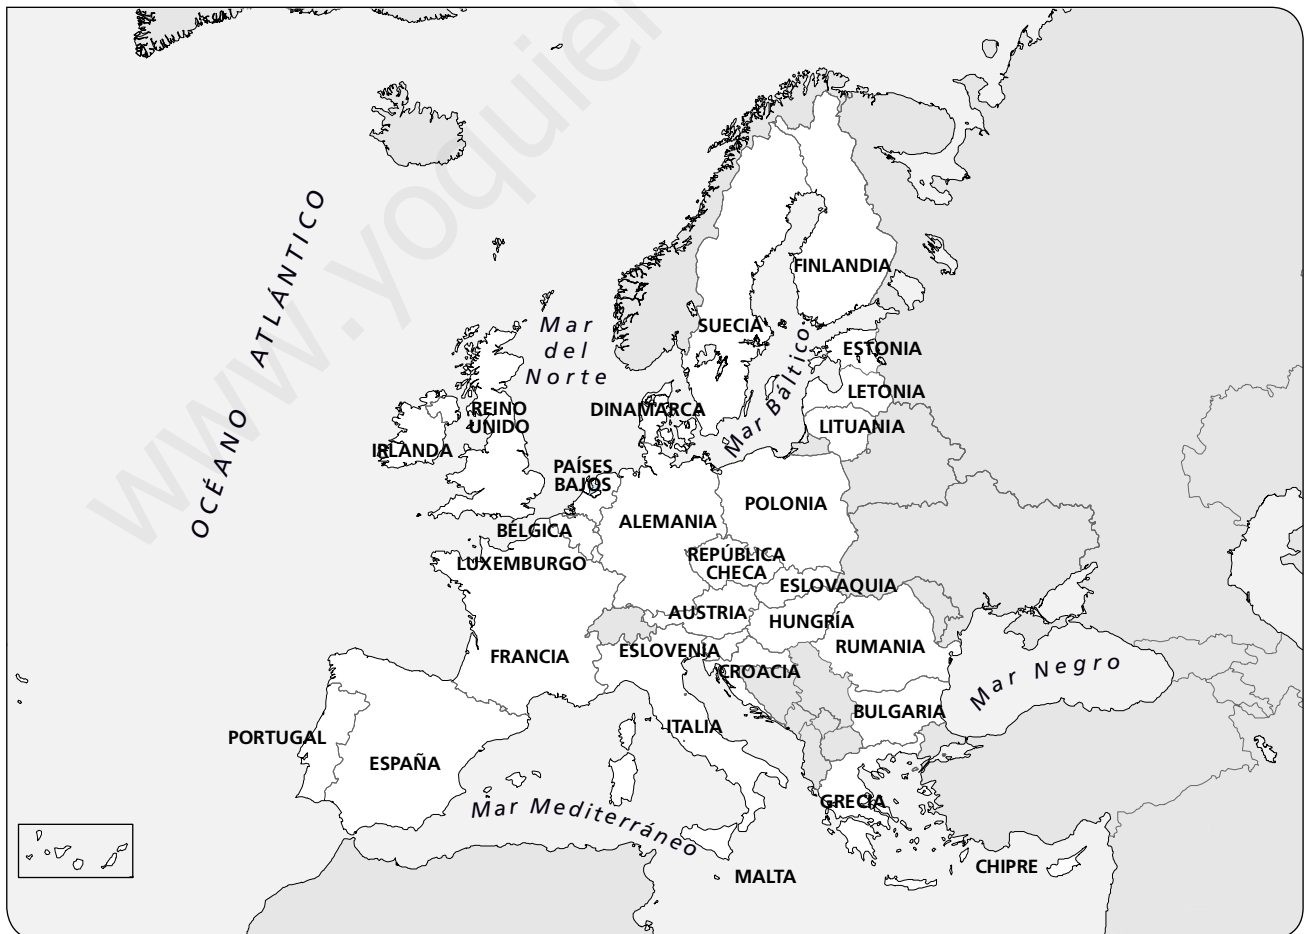 www.yoquier
OCÉANO ATLÁNTICO
FINLANDIA
Mar
del
Norte
SUECIA
Mar Báltico
ESTONIA
LETONIA
LITUANIA
DINAMARCA
REINO
UNIDO
IRLANDA
PAÍSES
BAJOS
POLONIA
ALEMANIA
BÉLGICA
LUXEMBURGO
REPÚBLICA
CHECA
ESLOVAQUIA
AUSTRIA
HUNGRÍA
RUMANIA
FRANCIA
ESLOVENIA
CROACIA
Mar Negro
BULGARIA
ITALIA
PORTUGAL
ESPAÑA
GRECIA
Mar Mediterráneo
MALTA
CHIPRE